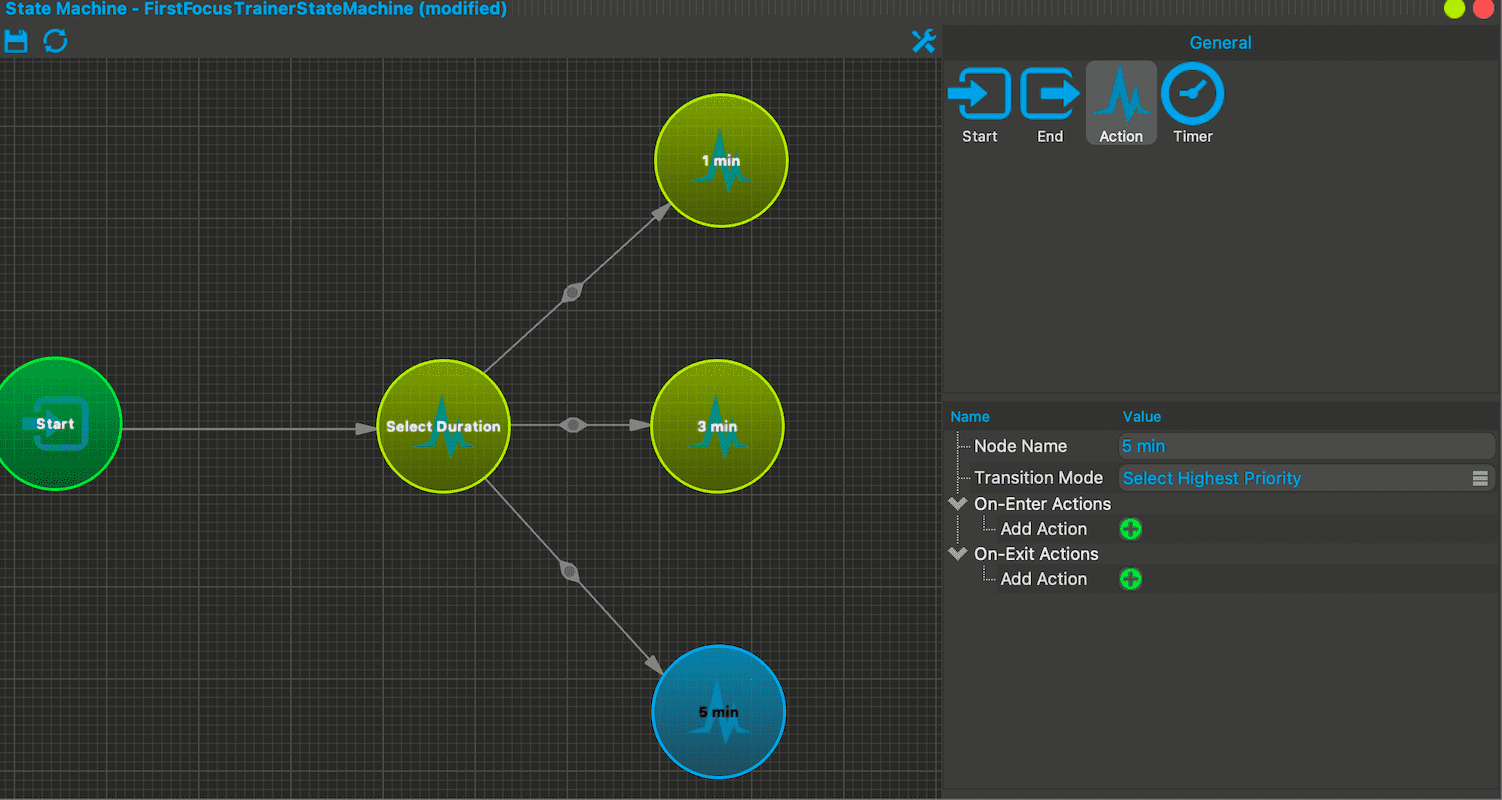 State Machine - FirstFocusTrainerStateMachine (modified)
General
Start
End
Action
Timer
1 min
Start
Select Duration
3 min
5 min
Name Value
Node Name 5 min
Transition Mode Select Highest Priority
On-Enter Actions
Add Action
On-Exit Actions
Add Action